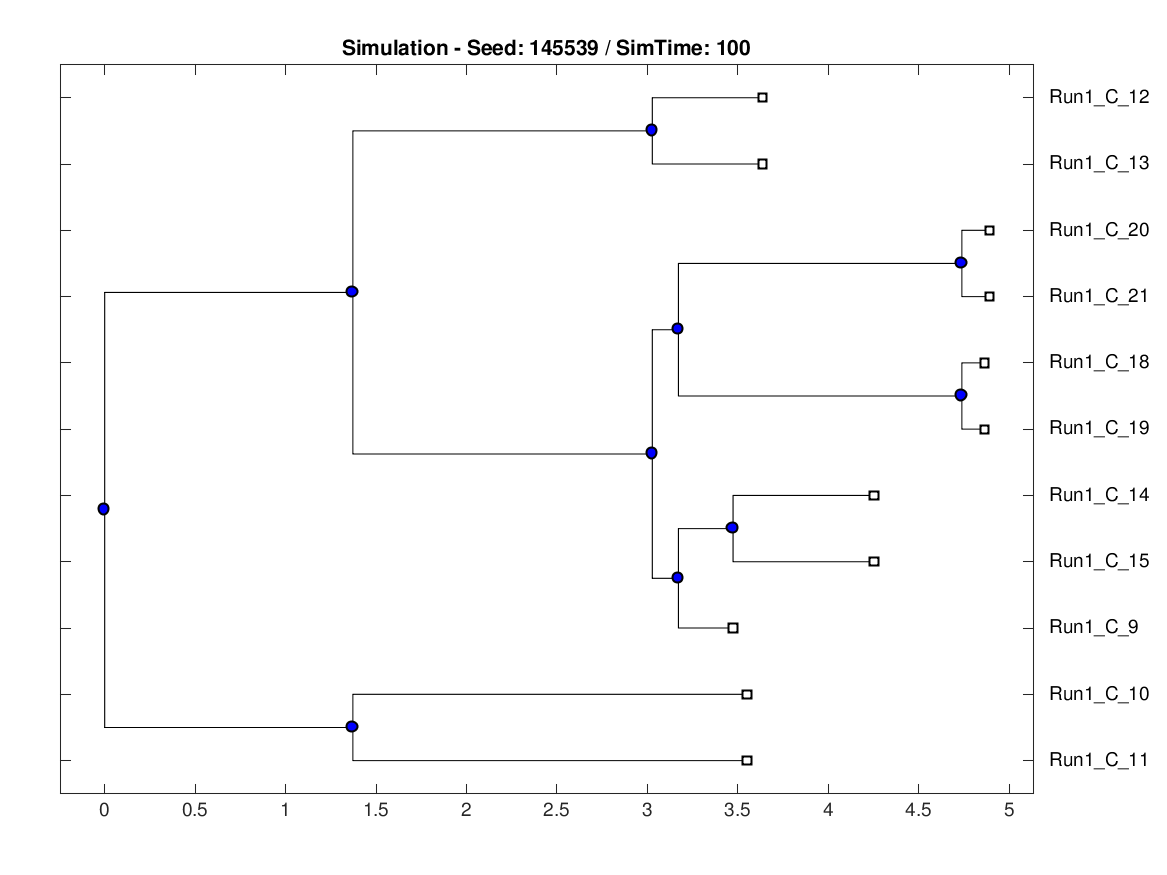 Simulation - Seed: 145539 / SimTime: 100
Run1_C_12
Run1_C_13
Run1_C_20
Run1_C_21
Run1_C_18
Run1_C_19
Run1_C_14
Run1_C_15
Run1_C_9
Run1_C_10
Run1_C_11
0 0.5 1 1.5 2 2.5 3 3.5 4 4.5 5